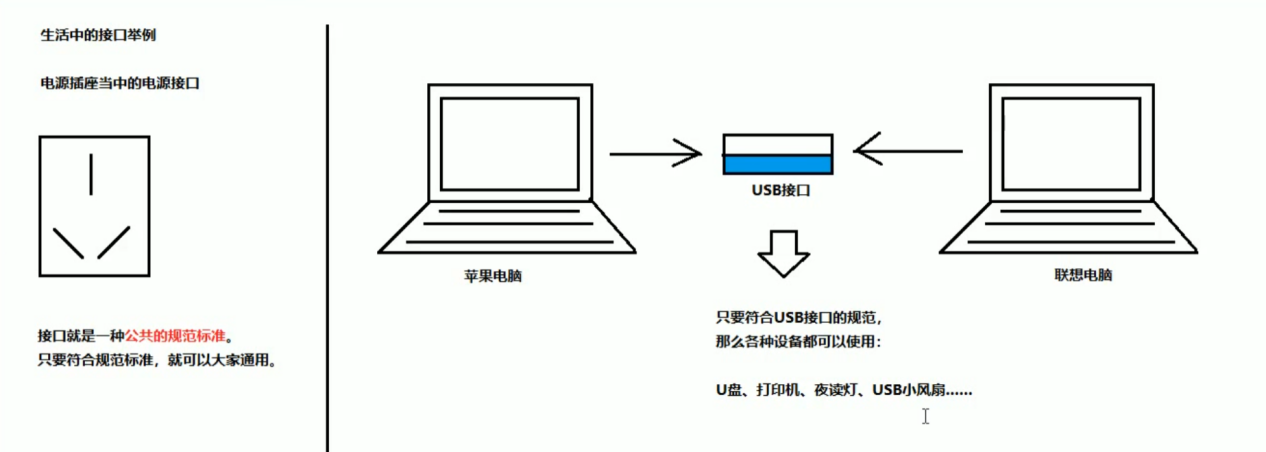 生活中的接口举例
电源插座当中的电源接口
接口就是一种公共的规范标准。
只要符合规范标准，就可以大家通用。
苹果电脑
USB接口
联想电脑
只要符合USB接口的规范，
那么各种设备都可以使用：
U盘、打印机、夜读灯、USB小风扇……